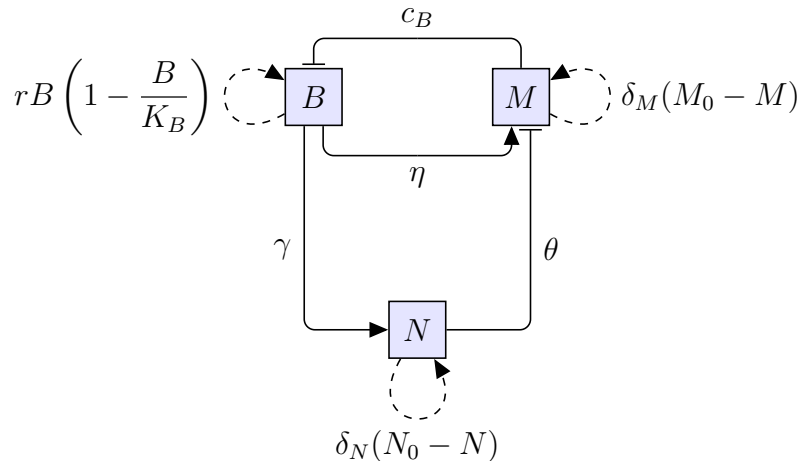 c_B
rB(1 - B/K_B)
B
M
δ_M(M_0 - M)
η
γ
θ
N
δ_N(N_0 - N)